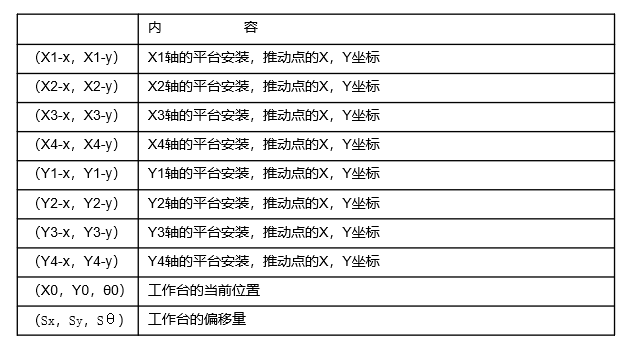 内 容
（X1-x，X1-y） X1轴的平台安装，推动点的X，Y坐标
（X2-x，X2-y） X2轴的平台安装，推动点的X，Y坐标
（X3-x，X3-y） X3轴的平台安装，推动点的X，Y坐标
（X4-x，X4-y） X4轴的平台安装，推动点的X，Y坐标
（Y1-x，Y1-y） Y1轴的平台安装，推动点的X，Y坐标
（Y2-x，Y2-y） Y2轴的平台安装，推动点的X，Y坐标
（Y3-x，Y3-y） Y3轴的平台安装，推动点的X，Y坐标
（Y4-x，Y4-y） Y4轴的平台安装，推动点的X，Y坐标
（X0，Y0，θ0） 工作台的当前位置
（Sx，Sy，Sθ） 工作台的偏移量